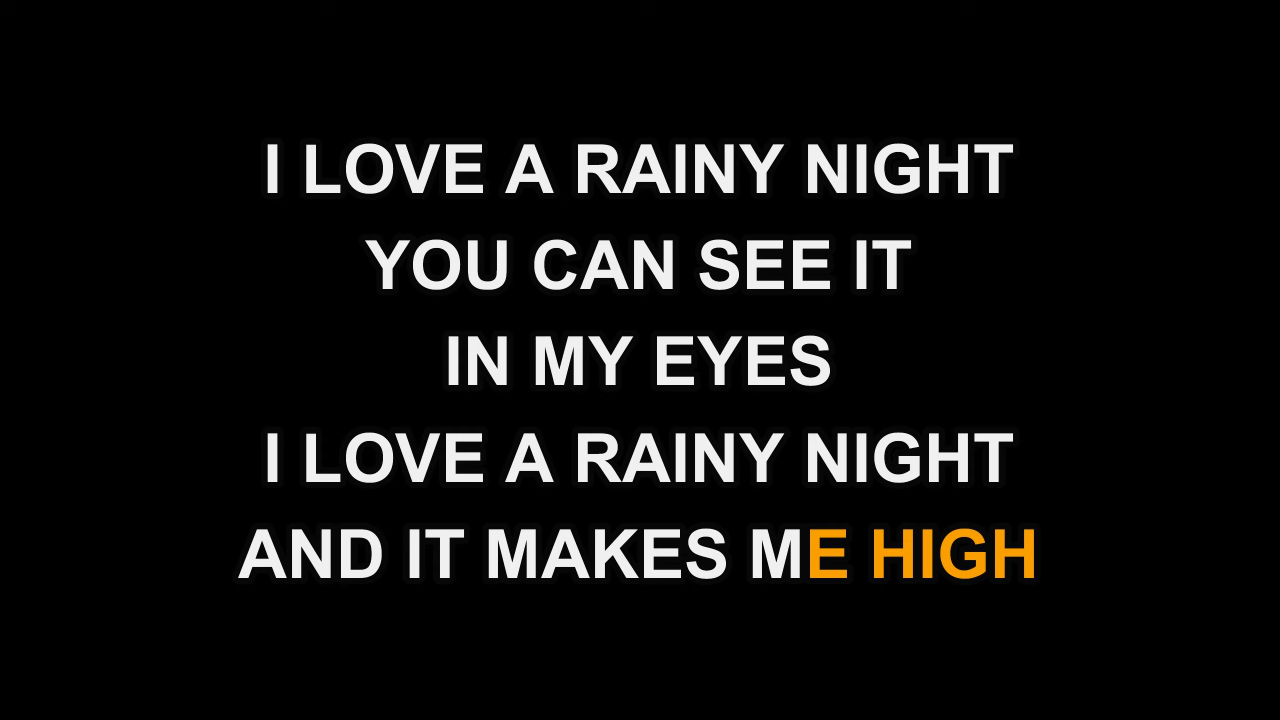 I LOVE A RAINY NIGHT
YOU CAN SEE IT
IN MY EYES
I LOVE A RAINY NIGHT
AND IT MAKES ME HIGH